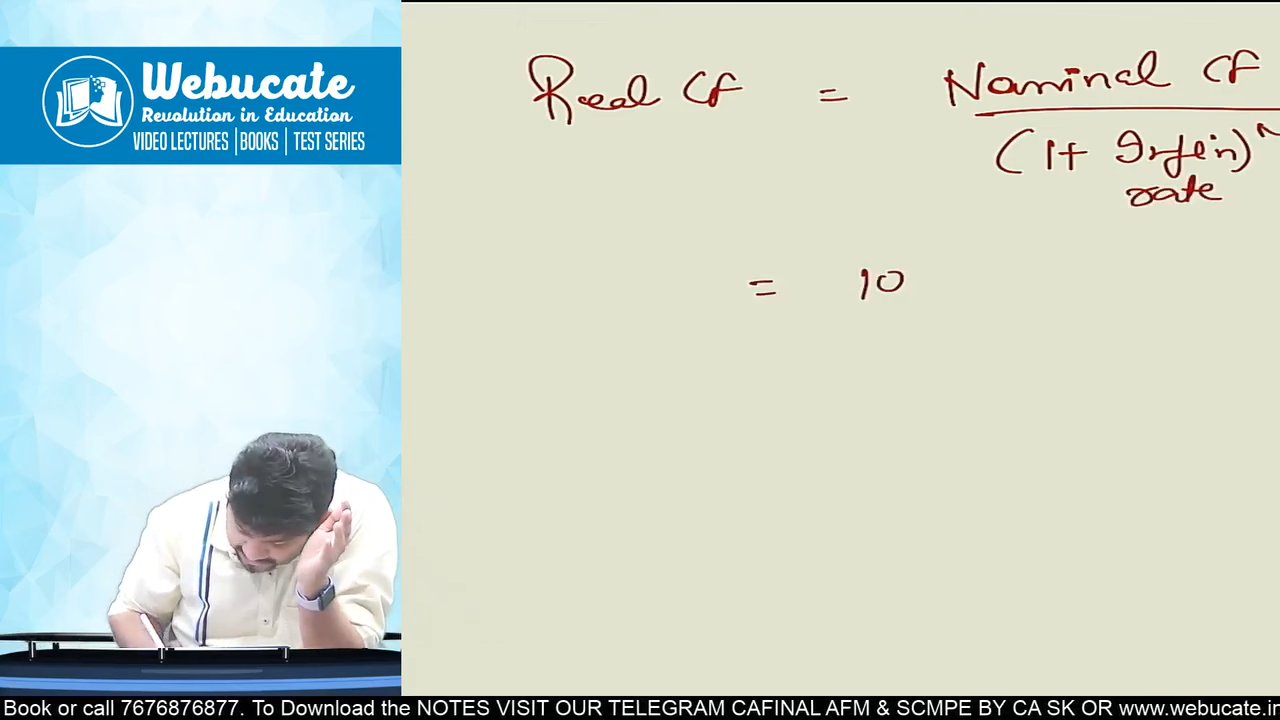 Webucate
Revolution in Education
VIDEO LECTURES | BOOKS | TEST SERIES
Real CF = Nominal CF
(1+ Infln)^n
rate
= 10
Book or call 7676876877. To Download the NOTES VISIT OUR TELEGRAM CAFINAL AFM & SCMPE BY CA SK OR www.webucate.in